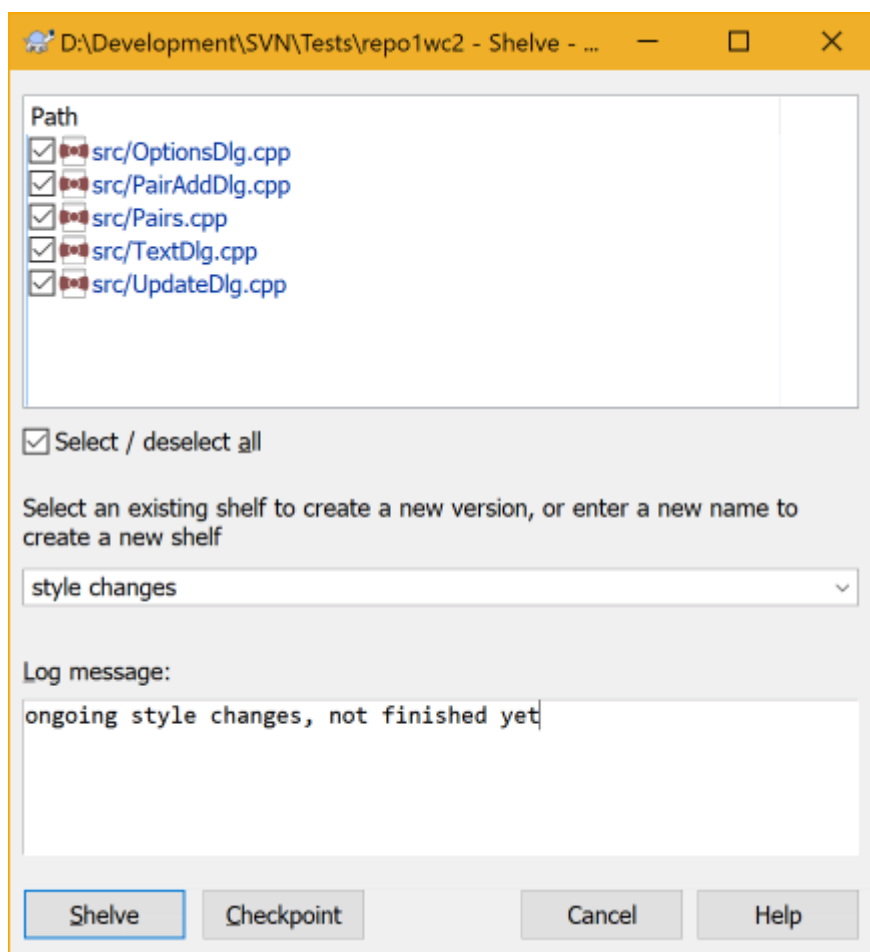 D:\Development\SVN\Tests\repo1wc2 - Shelve - ...
Path
src/OptionsDlg.cpp
src/PairAddDlg.cpp
src/Pairs.cpp
src/TextDlg.cpp
src/UpdateDlg.cpp
Select / deselect all
Select an existing shelf to create a new version, or enter a new name to
create a new shelf
style changes
Log message:
ongoing style changes, not finished yet
Shelve Checkpoint Cancel Help